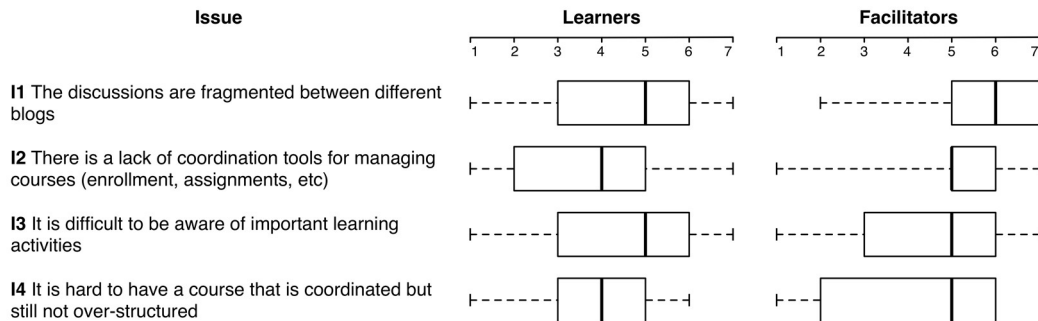 Issue Learners Facilitators
1 2 3 4 5 6 7 1 2 3 4 5 6 7
I1 The discussions are fragmented between different
blogs
I2 There is a lack of coordination tools for managing
courses (enrollment, assignments, etc)
I3 It is difficult to be aware of important learning
activities
I4 It is hard to have a course that is coordinated but
still not over-structured